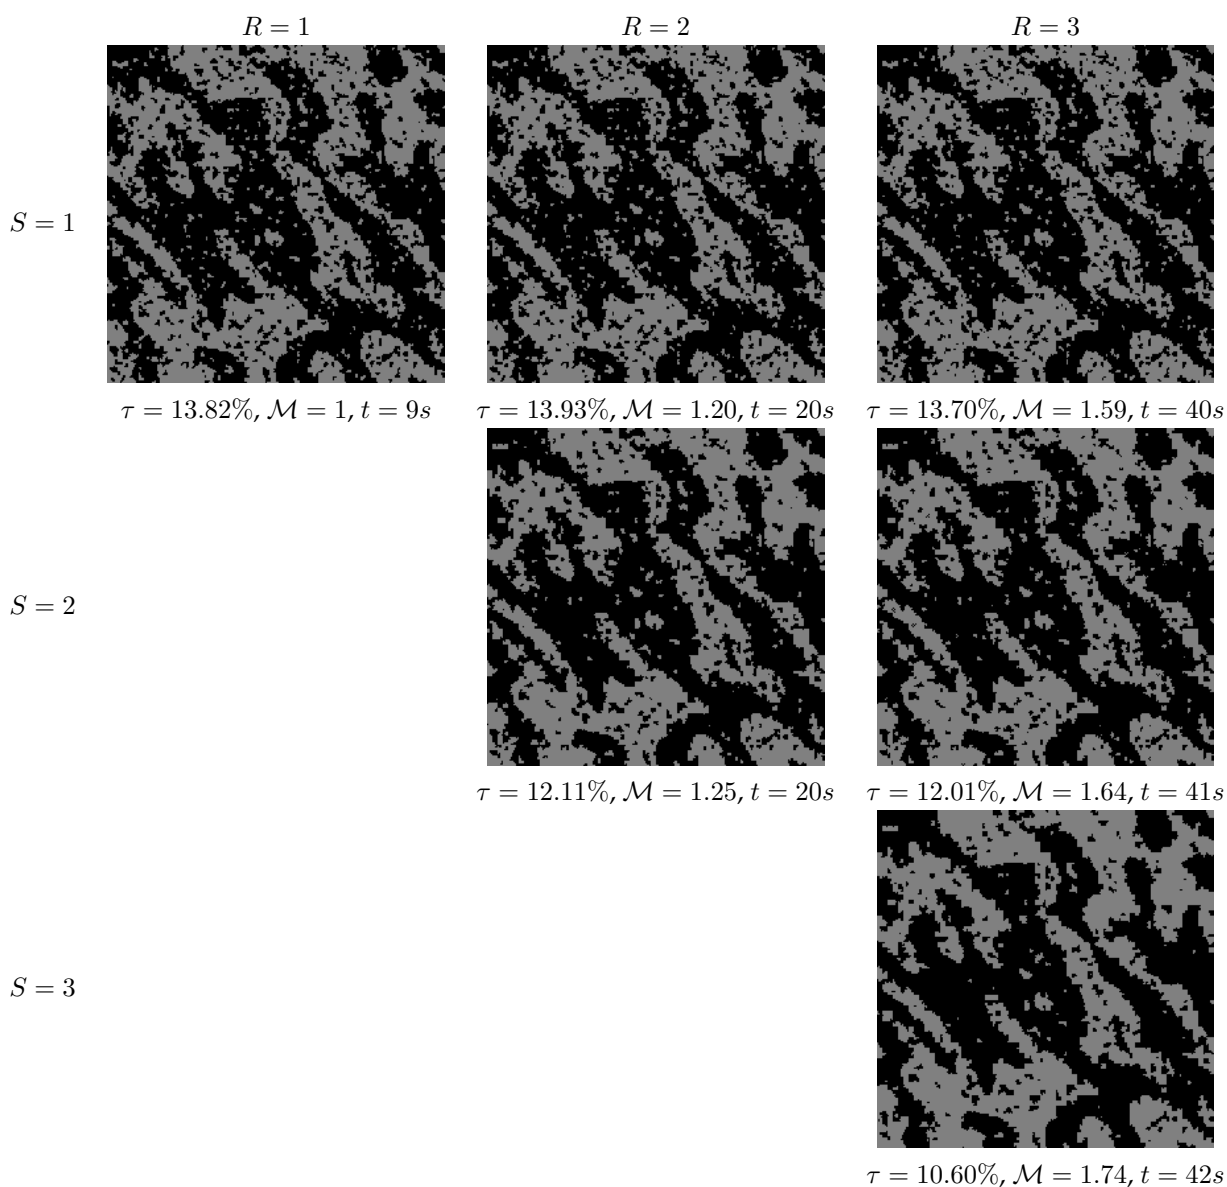 R = 1 R = 2 R = 3
S = 1
τ = 13.82%, ℳ = 1, t = 9s τ = 13.93%, ℳ = 1.20, t = 20s τ = 13.70%, ℳ = 1.59, t = 40s
S = 2
τ = 12.11%, ℳ = 1.25, t = 20s τ = 12.01%, ℳ = 1.64, t = 41s
S = 3
τ = 10.60%, ℳ = 1.74, t = 42s